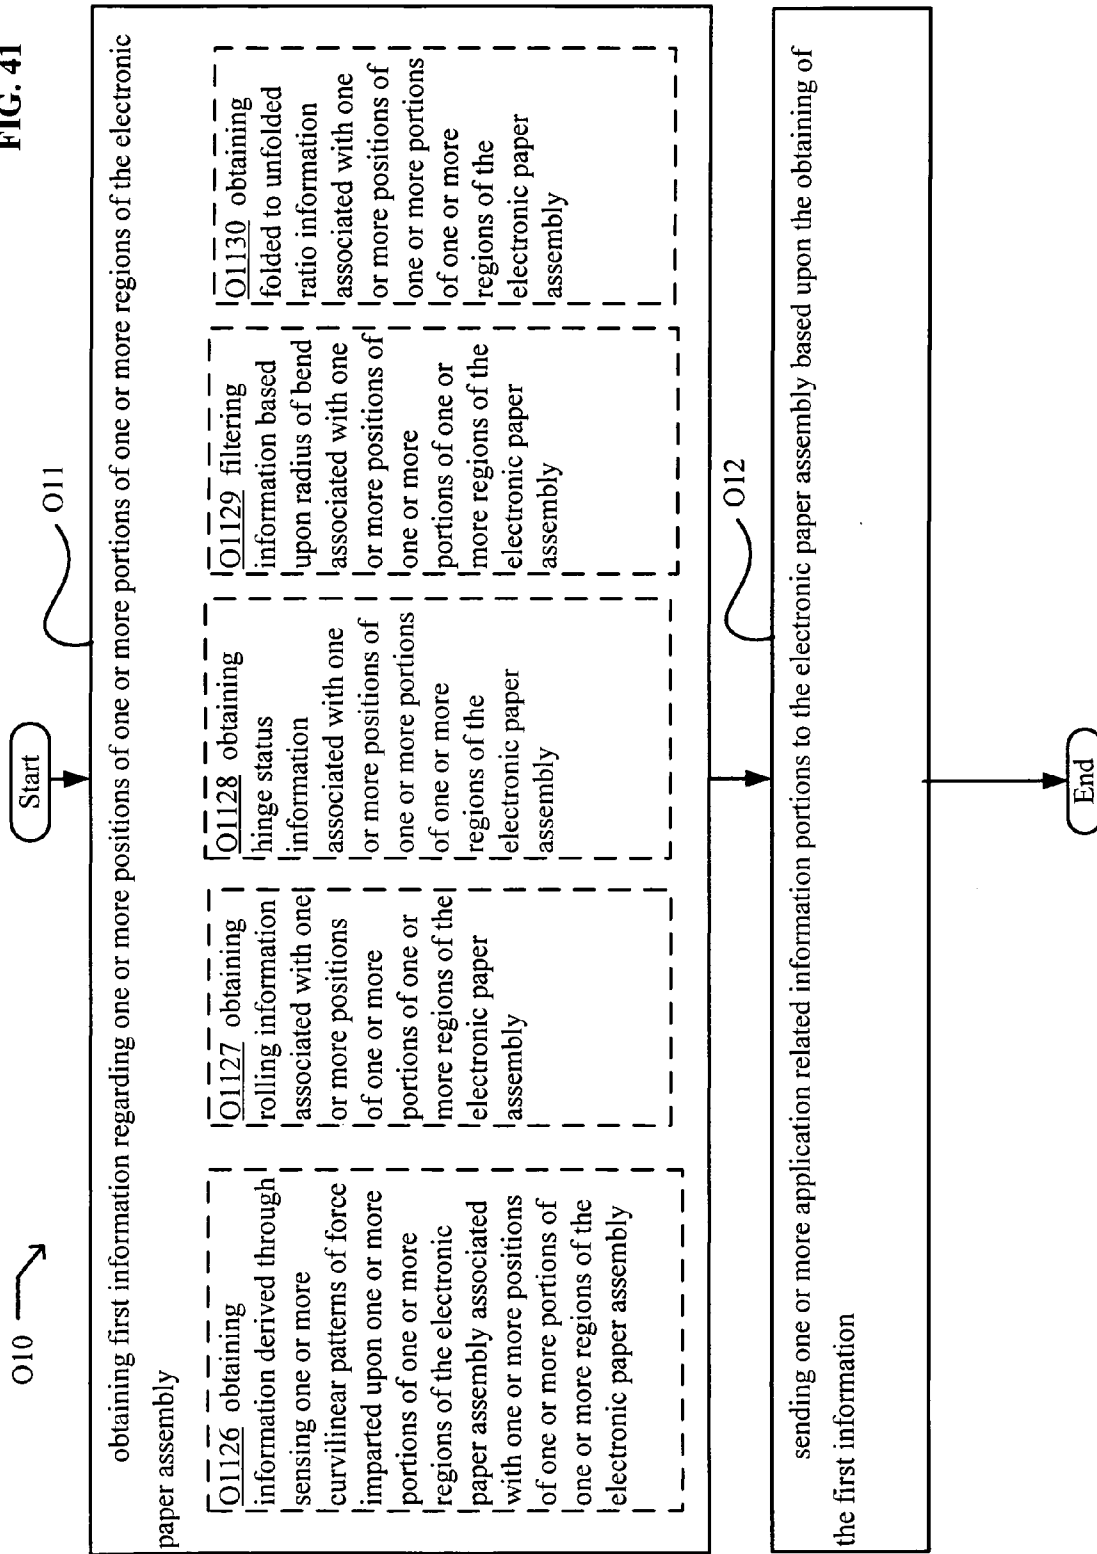 FIG. 41
O10
Start
O11
obtaining first information regarding one or more positions of one or more portions of one or more regions of the electronic
paper assembly
O1126 obtaining
information derived through
sensing one or more
curvilinear patterns of force
imparted upon one or more
portions of one or more
regions of the electronic
paper assembly associated
with one or more positions
of one or more portions of
one or more regions of the
electronic paper assembly
O1127 obtaining
rolling information
associated with one
or more positions
of one or more
portions of one or
more regions of the
electronic paper
assembly
O1128 obtaining
hinge status
information
associated with one
or more positions of
one or more portions
of one or more
regions of the
electronic paper
assembly
O1129 filtering
information based
upon radius of bend
associated with one
or more positions of
one or more
portions of one or
more regions of the
electronic paper
assembly
O1130 obtaining
folded to unfolded
ratio information
associated with one
or more positions of
one or more portions
of one or more
regions of the
electronic paper
assembly
O12
sending one or more application related information portions to the electronic paper assembly based upon the obtaining of
the first information
End